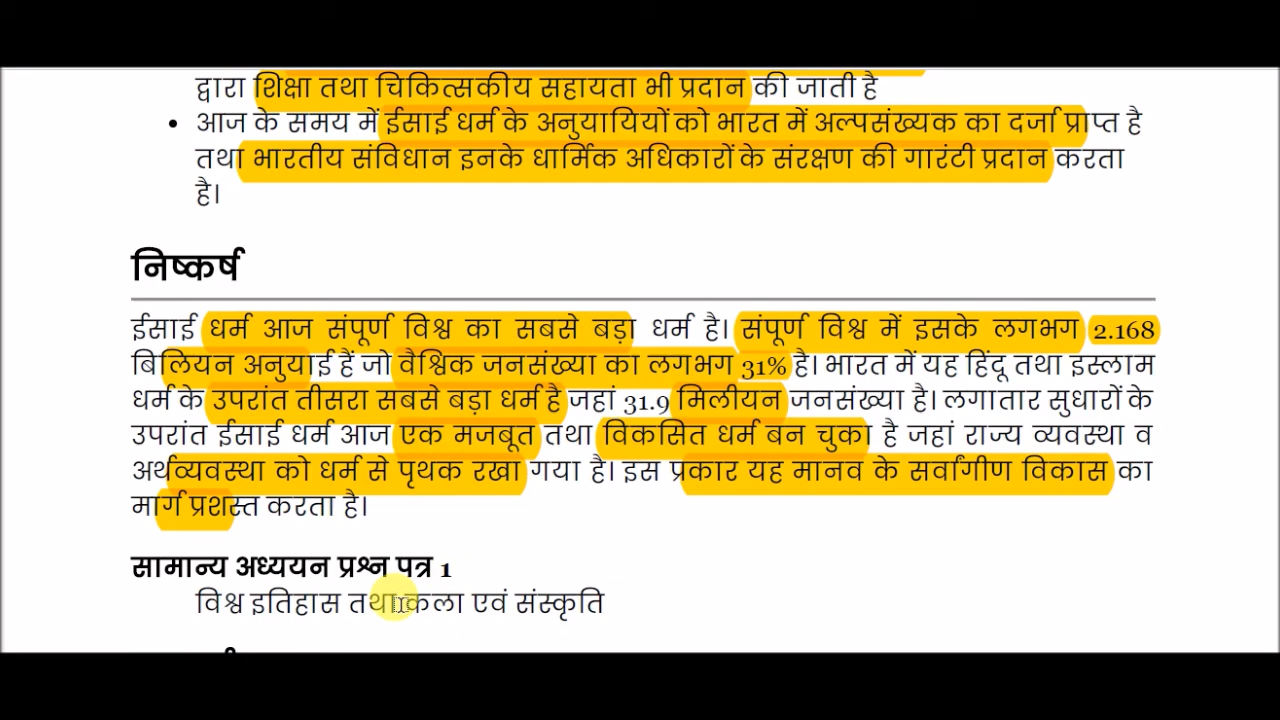 द्वारा शिक्षा तथा चिकित्सकीय सहायता भी प्रदान की जाती है
• आज के समय में ईसाई धर्म के अनुयायियों को भारत में अल्पसंख्यक का दर्जा प्राप्त है
तथा भारतीय संविधान इनके धार्मिक अधिकारों के संरक्षण की गारंटी प्रदान करता
है।
निष्कर्ष
ईसाई धर्म आज संपूर्ण विश्व का सबसे बड़ा धर्म है। संपूर्ण विश्व में इसके लगभग 2.168
बिलियन अनुयाई हैं जो वैश्विक जनसंख्या का लगभग 31% है। भारत में यह हिंदू तथा इस्लाम
धर्म के उपरांत तीसरा सबसे बड़ा धर्म है जहां 31.9 मिलीयन जनसंख्या है। लगातार सुधारों के
उपरांत ईसाई धर्म आज एक मजबूत तथा विकसित धर्म बन चुका है जहां राज्य व्यवस्था व
अर्थव्यवस्था को धर्म से पृथक रखा गया है। इस प्रकार यह मानव के सर्वांगीण विकास का
मार्ग प्रशस्त करता है।
सामान्य अध्ययन प्रश्न पत्र 1
विश्व इतिहास तथा कला एवं संस्कृति